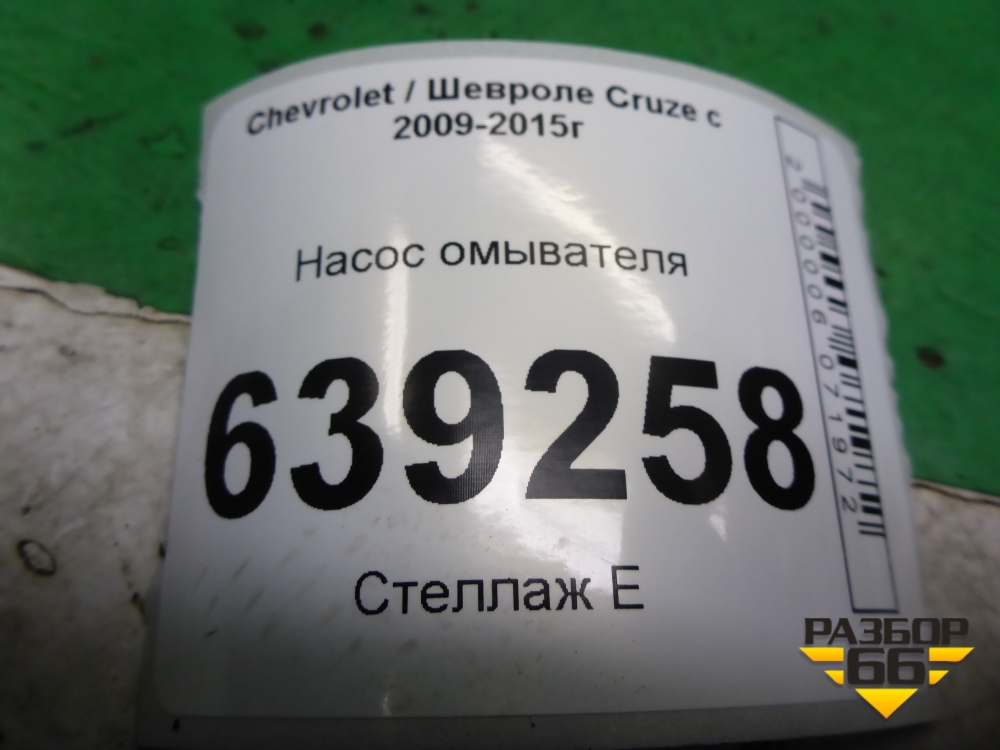 Chevrolet / Шевроле Cruze с
2009-2015г
Насос омывателя
639258
Стеллаж Е
2000006071972
РАЗБОР
66